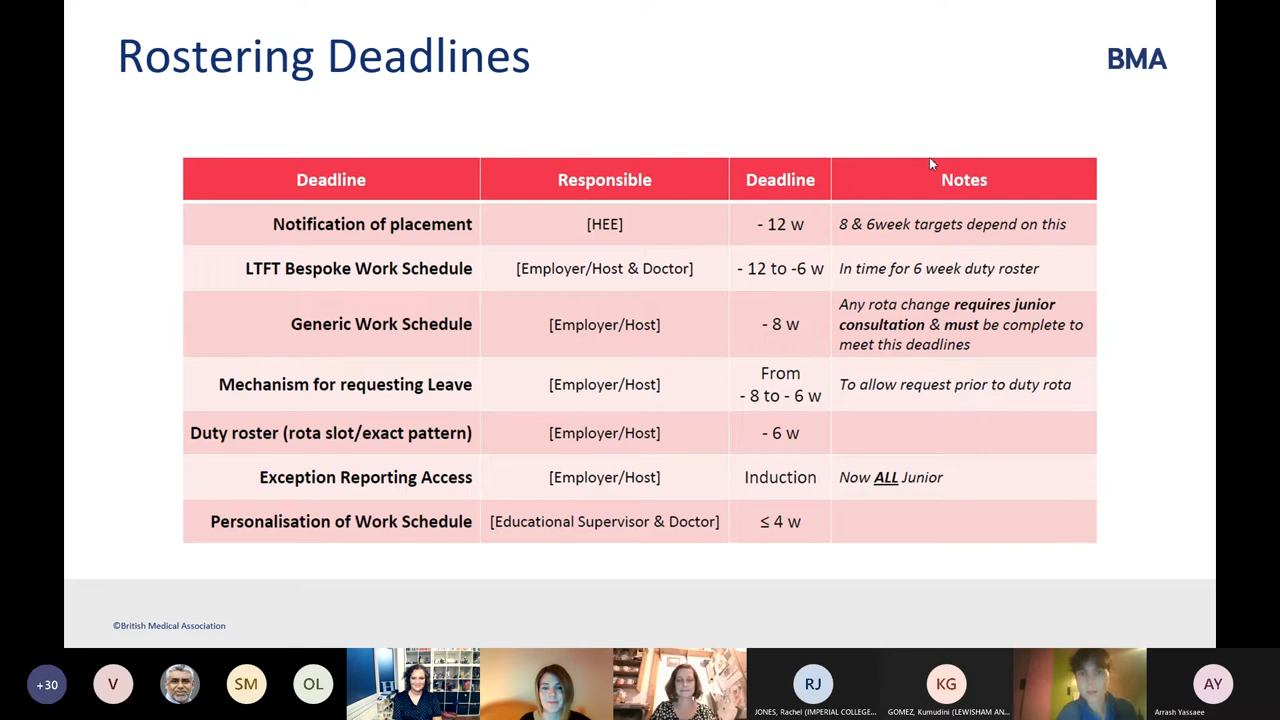 Rostering Deadlines
BMA
Deadline Responsible Deadline Notes
Notification of placement [HEE] - 12 w 8 & 6week targets depend on this
LTFT Bespoke Work Schedule [Employer/Host & Doctor] - 12 to -6 w In time for 6 week duty roster
Generic Work Schedule [Employer/Host] - 8 w Any rota change requires junior
consultation & must be complete to
meet this deadlines
Mechanism for requesting Leave [Employer/Host] From
- 8 to - 6 w To allow request prior to duty rota
Duty roster (rota slot/exact pattern) [Employer/Host] - 6 w
Exception Reporting Access [Employer/Host] Induction Now ALL Junior
Personalisation of Work Schedule [Educational Supervisor & Doctor] ≤ 4 w
©British Medical Association
+30 V SM OL RJ KG AY
JONES, Rachel (IMPERIAL COLLEGE... GOMEZ, Kumudini (LEWISHAM AN... Arrash Yassaee